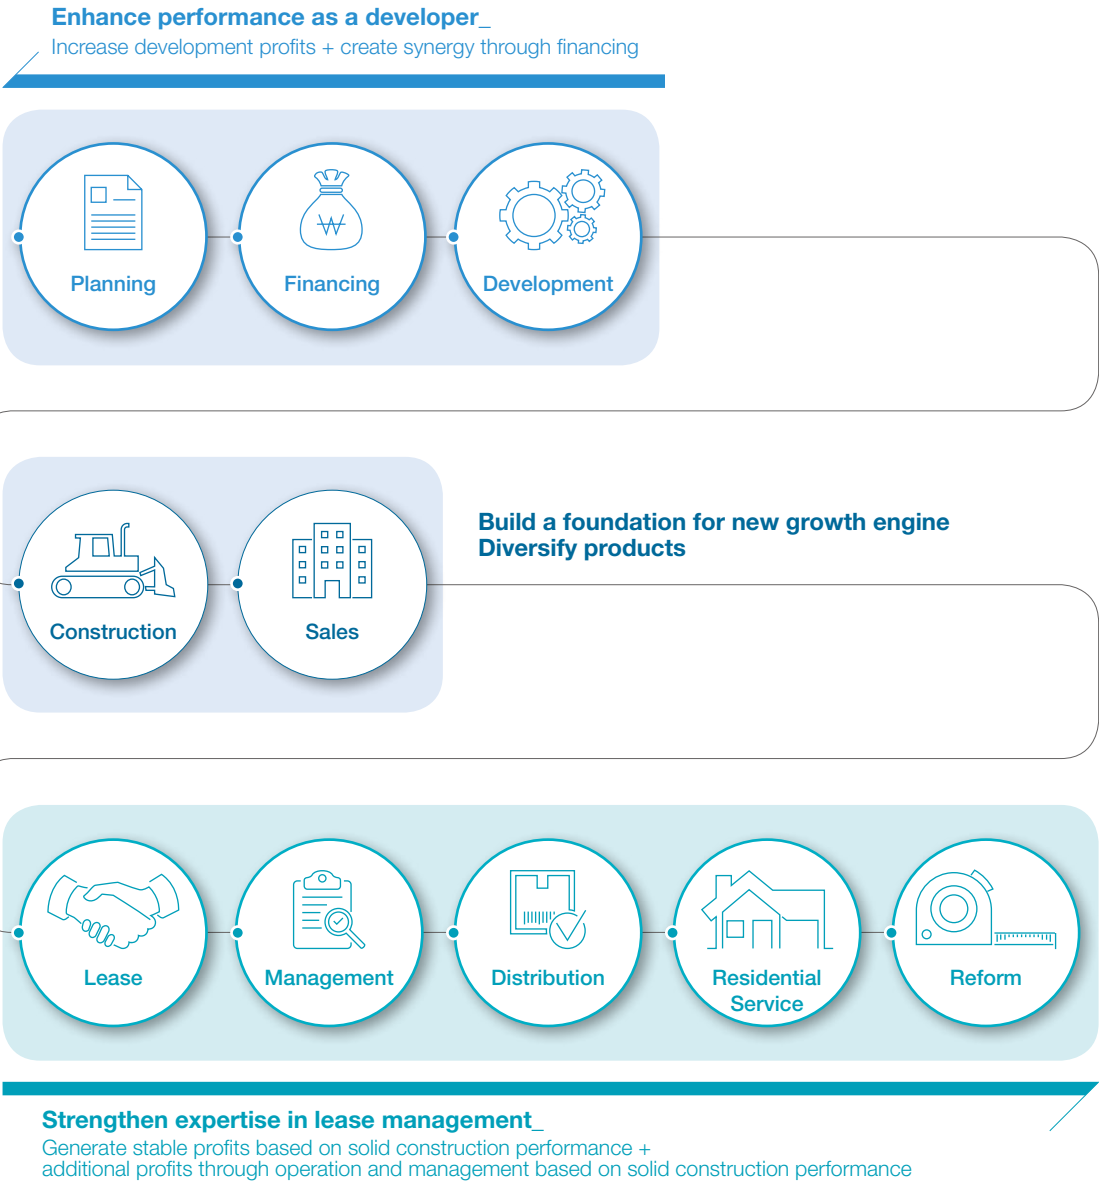 Enhance performance as a developer_
Increase development profits + create synergy through financing
Planning
Financing
Development
Construction
Sales
Build a foundation for new growth engine
Diversify products
Lease
Management
Distribution
Residential
Service
Reform
Strengthen expertise in lease management_
Generate stable profits based on solid construction performance +
additional profits through operation and management based on solid construction performance